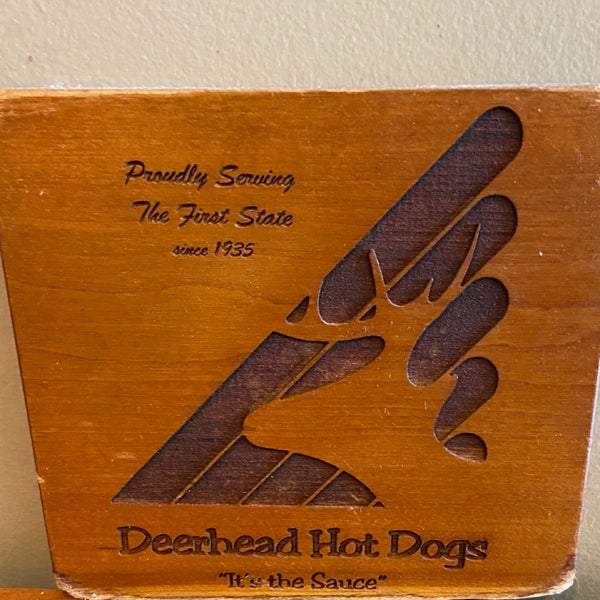 Proudly Serving
The First State
since 1935
Deerhead Hot Dogs
"It's the Sauce"